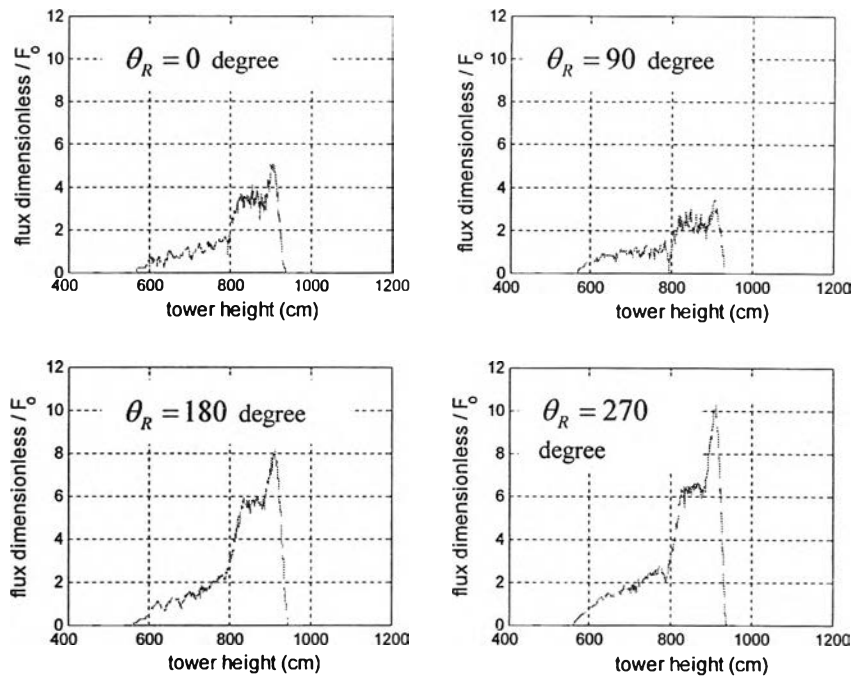 12
10
8
6
4
2
0
flux dimensionless / F_o
θ_R = 0 degree
400 600 800 1000 1200
tower height (cm)
12
10
8
6
4
2
0
flux dimensionless / F_o
θ_R = 90 degree
400 600 800 1000 1200
tower height (cm)
12
10
8
6
4
2
0
flux dimensionless / F_o
θ_R = 180 degree
400 600 800 1000 1200
tower height (cm)
12
10
8
6
4
2
0
flux dimensionless / F_o
θ_R = 270
degree
400 600 800 1000 1200
tower height (cm)